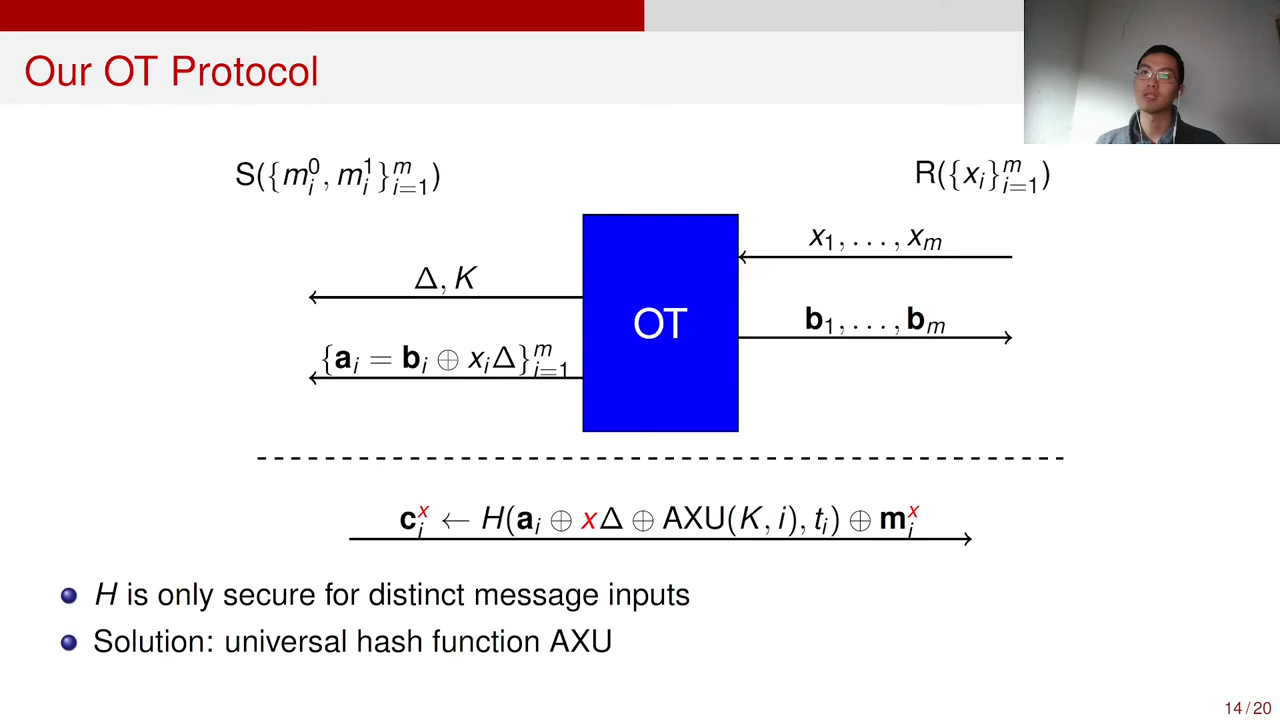 Our OT Protocol
S({m_i^0, m_i^1}_{i=1}^m)
R({x_i}_{i=1}^m)
x_1, . . . , x_m
Δ, K
OT
b_1, . . . , b_m
{a_i = b_i ⊕ x_iΔ}_{i=1}^m
c_i^x ← H(a_i ⊕ xΔ ⊕ AXU(K, i), t_i) ⊕ m_i^x
H is only secure for distinct message inputs
Solution: universal hash function AXU
14 / 20